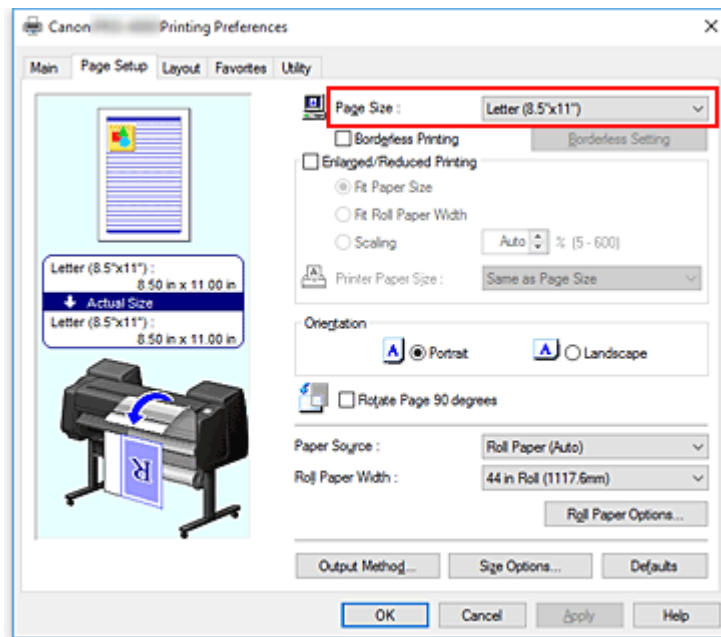 Canon Printing Preferences
Main Page Setup Layout Favorites Utility
Page Size : Letter (8.5"x11")
Borderless Printing Borderless Setting
Enlarged/Reduced Printing
Fit Paper Size
Fit Roll Paper Width
Scaling Auto % (5 - 600)
Printer Paper Size : Same as Page Size
Letter (8.5"x11") :
8.50 in x 11.00 in
Actual Size
Letter (8.5"x11") :
8.50 in x 11.00 in
Orientation
A Portrait A Landscape
Rotate Page 90 degrees
R
Paper Source : Roll Paper (Auto)
Roll Paper Width : 44 in Roll (1117.6mm)
Roll Paper Options...
Output Method... Size Options... Defaults
OK Cancel Apply Help